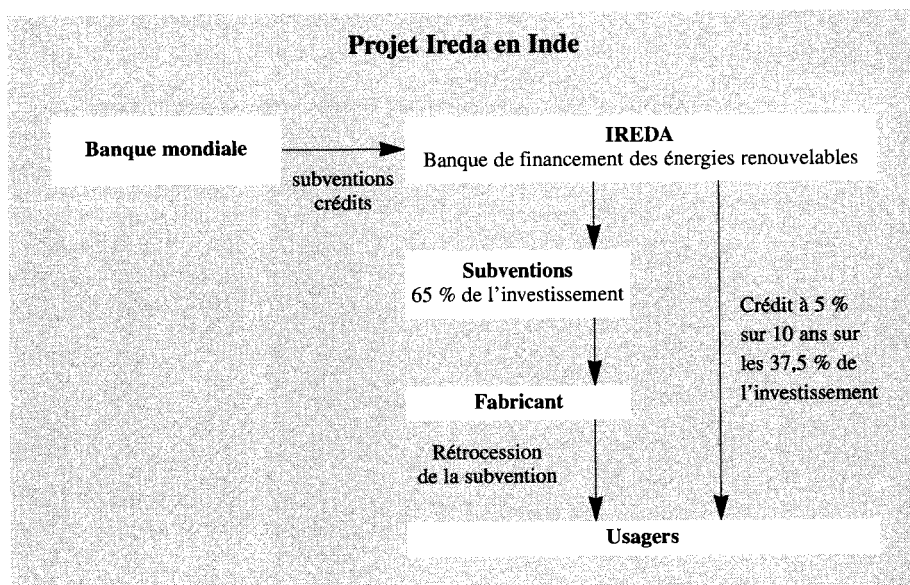 Projet Ireda en Inde
Banque mondiale
subventions
crédits
IREDA
Banque de financement des énergies renouvelables
Subventions
65 % de l'investissement
Crédit à 5 %
sur 10 ans sur
les 37,5 % de
l'investissement
Fabricant
Rétrocession
de la subvention
Usagers